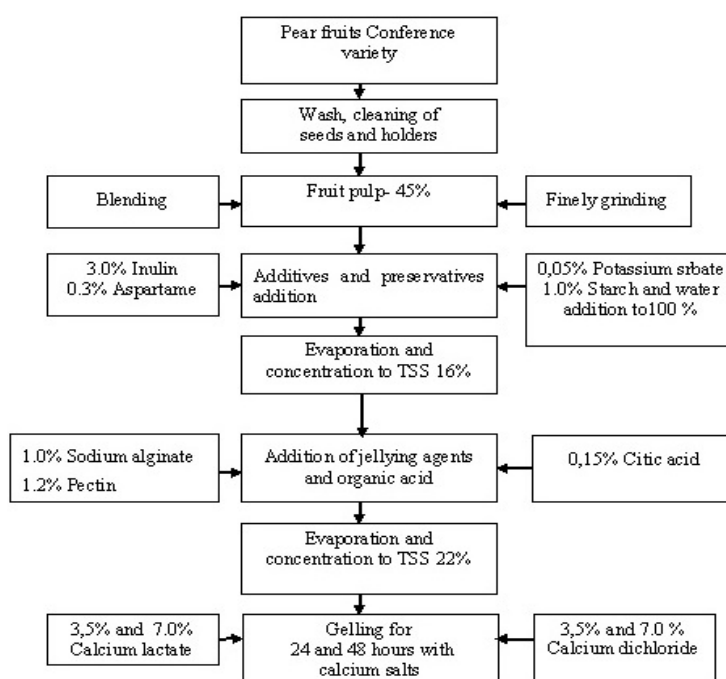 Pear fruits Conference
variety
Wash, cleaning of
seeds and holders
Blending
Fruit pulp- 45%
Finely grinding
3.0% Inulin
0.3% Aspartame
Additives and preservatives
addition
0,05% Potassium srbate
1.0% Starch and water
addition to100 %
Evaporation and
concentration to TSS 16%
1.0% Sodium alginate
1.2% Pectin
Addition of jellying agents
and organic acid
0,15% Citic acid
Evaporation and
concentration to TSS 22%
3,5% and 7.0%
Calcium lactate
Gelling for
24 and 48 hours with
calcium salts
3,5% and 7.0 %
Calcium dichloride